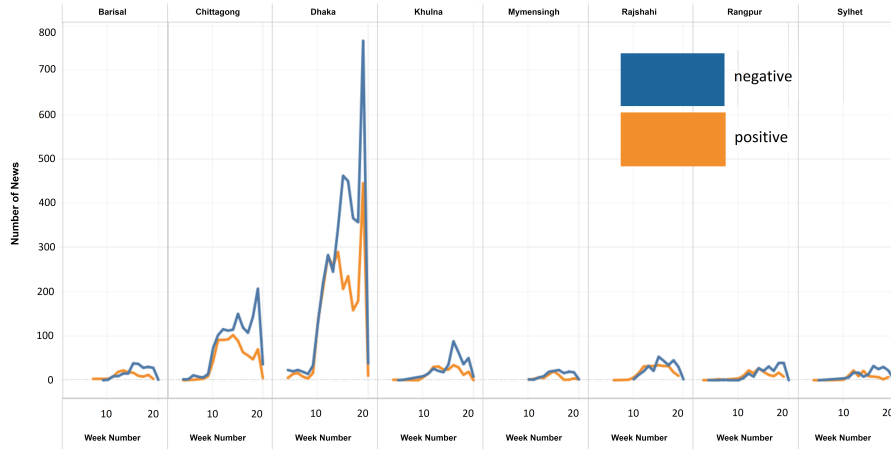 Barisal Chittagong Dhaka Khulna Mymensingh Rajshahi Rangpur Sylhet
800
700
600
500
400
300
200
100
0
Number of News
negative
positive
10 20 10 20 10 20 10 20 10 20 10 20 10 20 10 20
Week Number Week Number Week Number Week Number Week Number Week Number Week Number Week Number